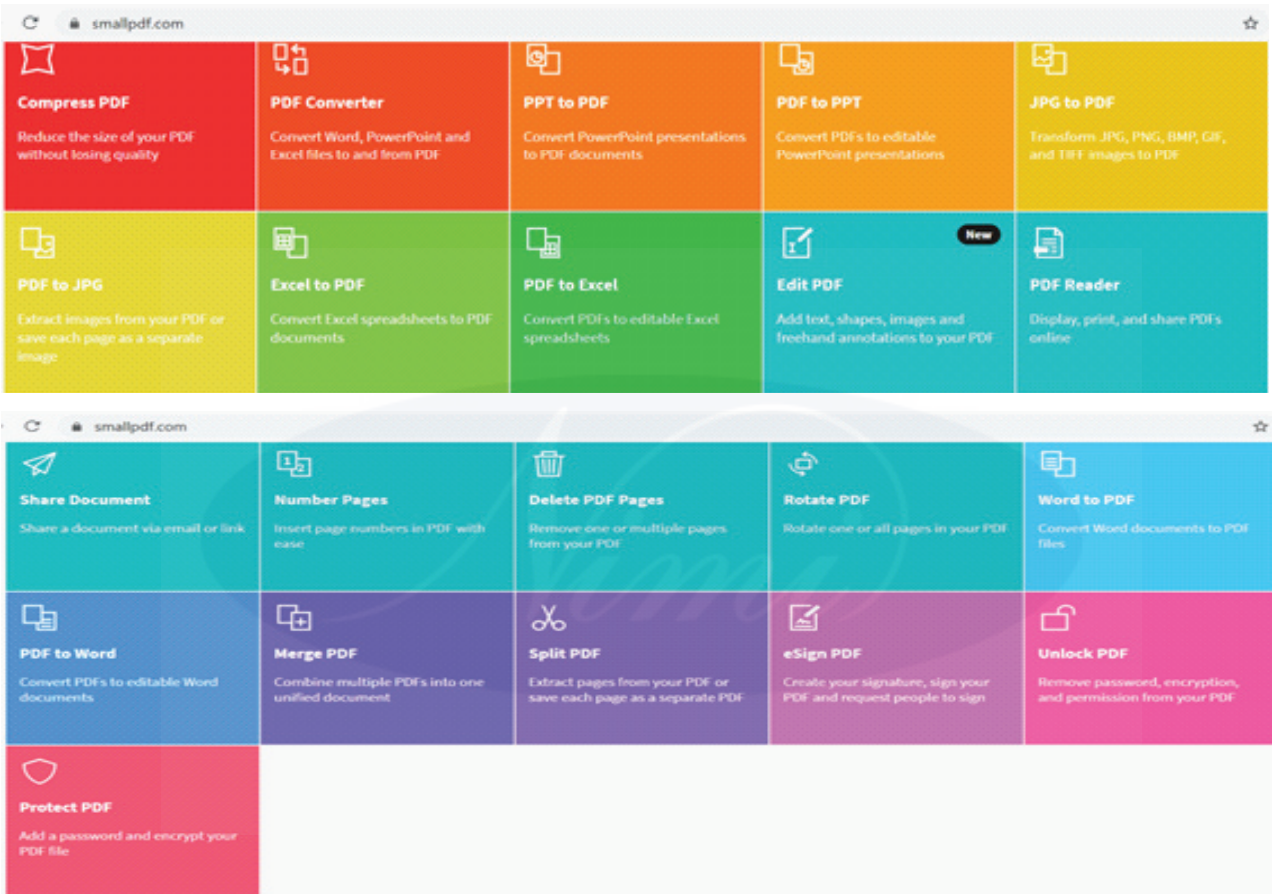 smallpdf.com
Compress PDF
Reduce the size of your PDF
without losing quality
PDF Converter
Convert Word, PowerPoint and
Excel files to and from PDF
PPT to PDF
Convert PowerPoint presentations
to PDF documents
PDF to PPT
Convert PDFs to editable
PowerPoint presentations
JPG to PDF
Transform JPG, PNG, BMP, GIF,
and TIFF images to PDF
PDF to JPG
Extract images from your PDF or
save each page as a separate
image
Excel to PDF
Convert Excel spreadsheets to PDF
documents
PDF to Excel
Convert PDFs to editable Excel
spreadsheets
New
Edit PDF
Add text, shapes, images and
freehand annotations to your PDF
PDF Reader
Display, print, and share PDFs
online
smallpdf.com
Share Document
Share a document via email or link
1 2
Number Pages
Insert page numbers in PDF with
ease
Delete PDF Pages
Remove one or multiple pages
from your PDF
Rotate PDF
Rotate one or all pages in your PDF
Word to PDF
Convert Word documents to PDF
files
PDF to Word
Convert PDFs to editable Word
documents
Merge PDF
Combine multiple PDFs into one
unified document
Split PDF
Extract pages from your PDF or
save each page as a separate PDF
eSign PDF
Create your signature, sign your
PDF and request people to sign
Unlock PDF
Remove password, encryption,
and permission from your PDF
Protect PDF
Add a password and encrypt your
PDF file
Nimi